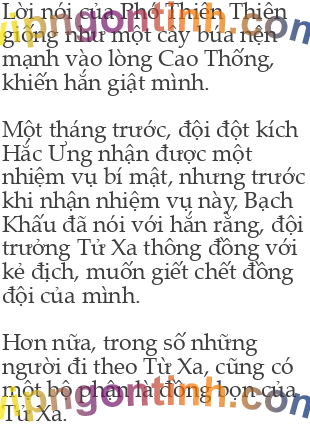 Lời nói của Phó Thiên Thiên
giống như một cây búa nện
mạnh vào lòng Cao Thống,
khiến hắn giật mình.
Một tháng trước, đội đột kích
Hắc Ưng nhận được một
nhiệm vụ bí mật, nhưng trước
khi nhận nhiệm vụ này, Bạch
Khấu đã nói với hắn rằng, đội
trưởng Tử Xa thông đồng với
kẻ địch, muốn giết chết đồng
đội của mình.
Hơn nữa, trong số những
người đi theo Từ Xa, cũng có
một bộ phận là đồng bọn của
Tử Xa.
vipngontinh.com
vipngontinh.com